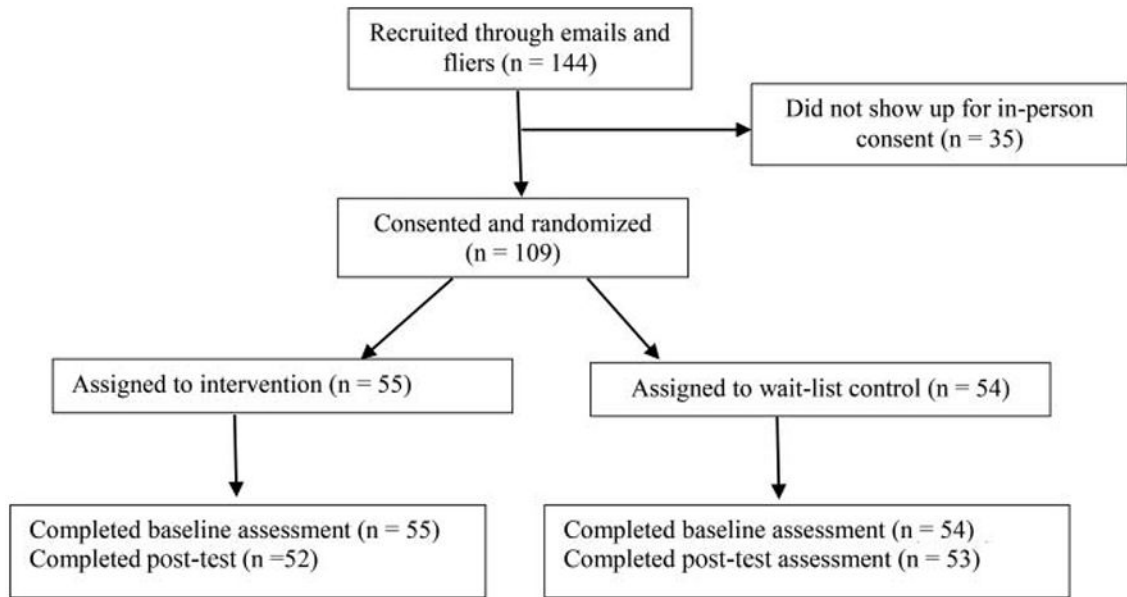 Recruited through emails and
fliers (n = 144)
Did not show up for in-person
consent (n = 35)
Consented and randomized
(n = 109)
Assigned to intervention (n = 55)
Assigned to wait-list control (n = 54)
Completed baseline assessment (n = 55)
Completed post-test (n =52)
Completed baseline assessment (n = 54)
Completed post-test assessment (n = 53)